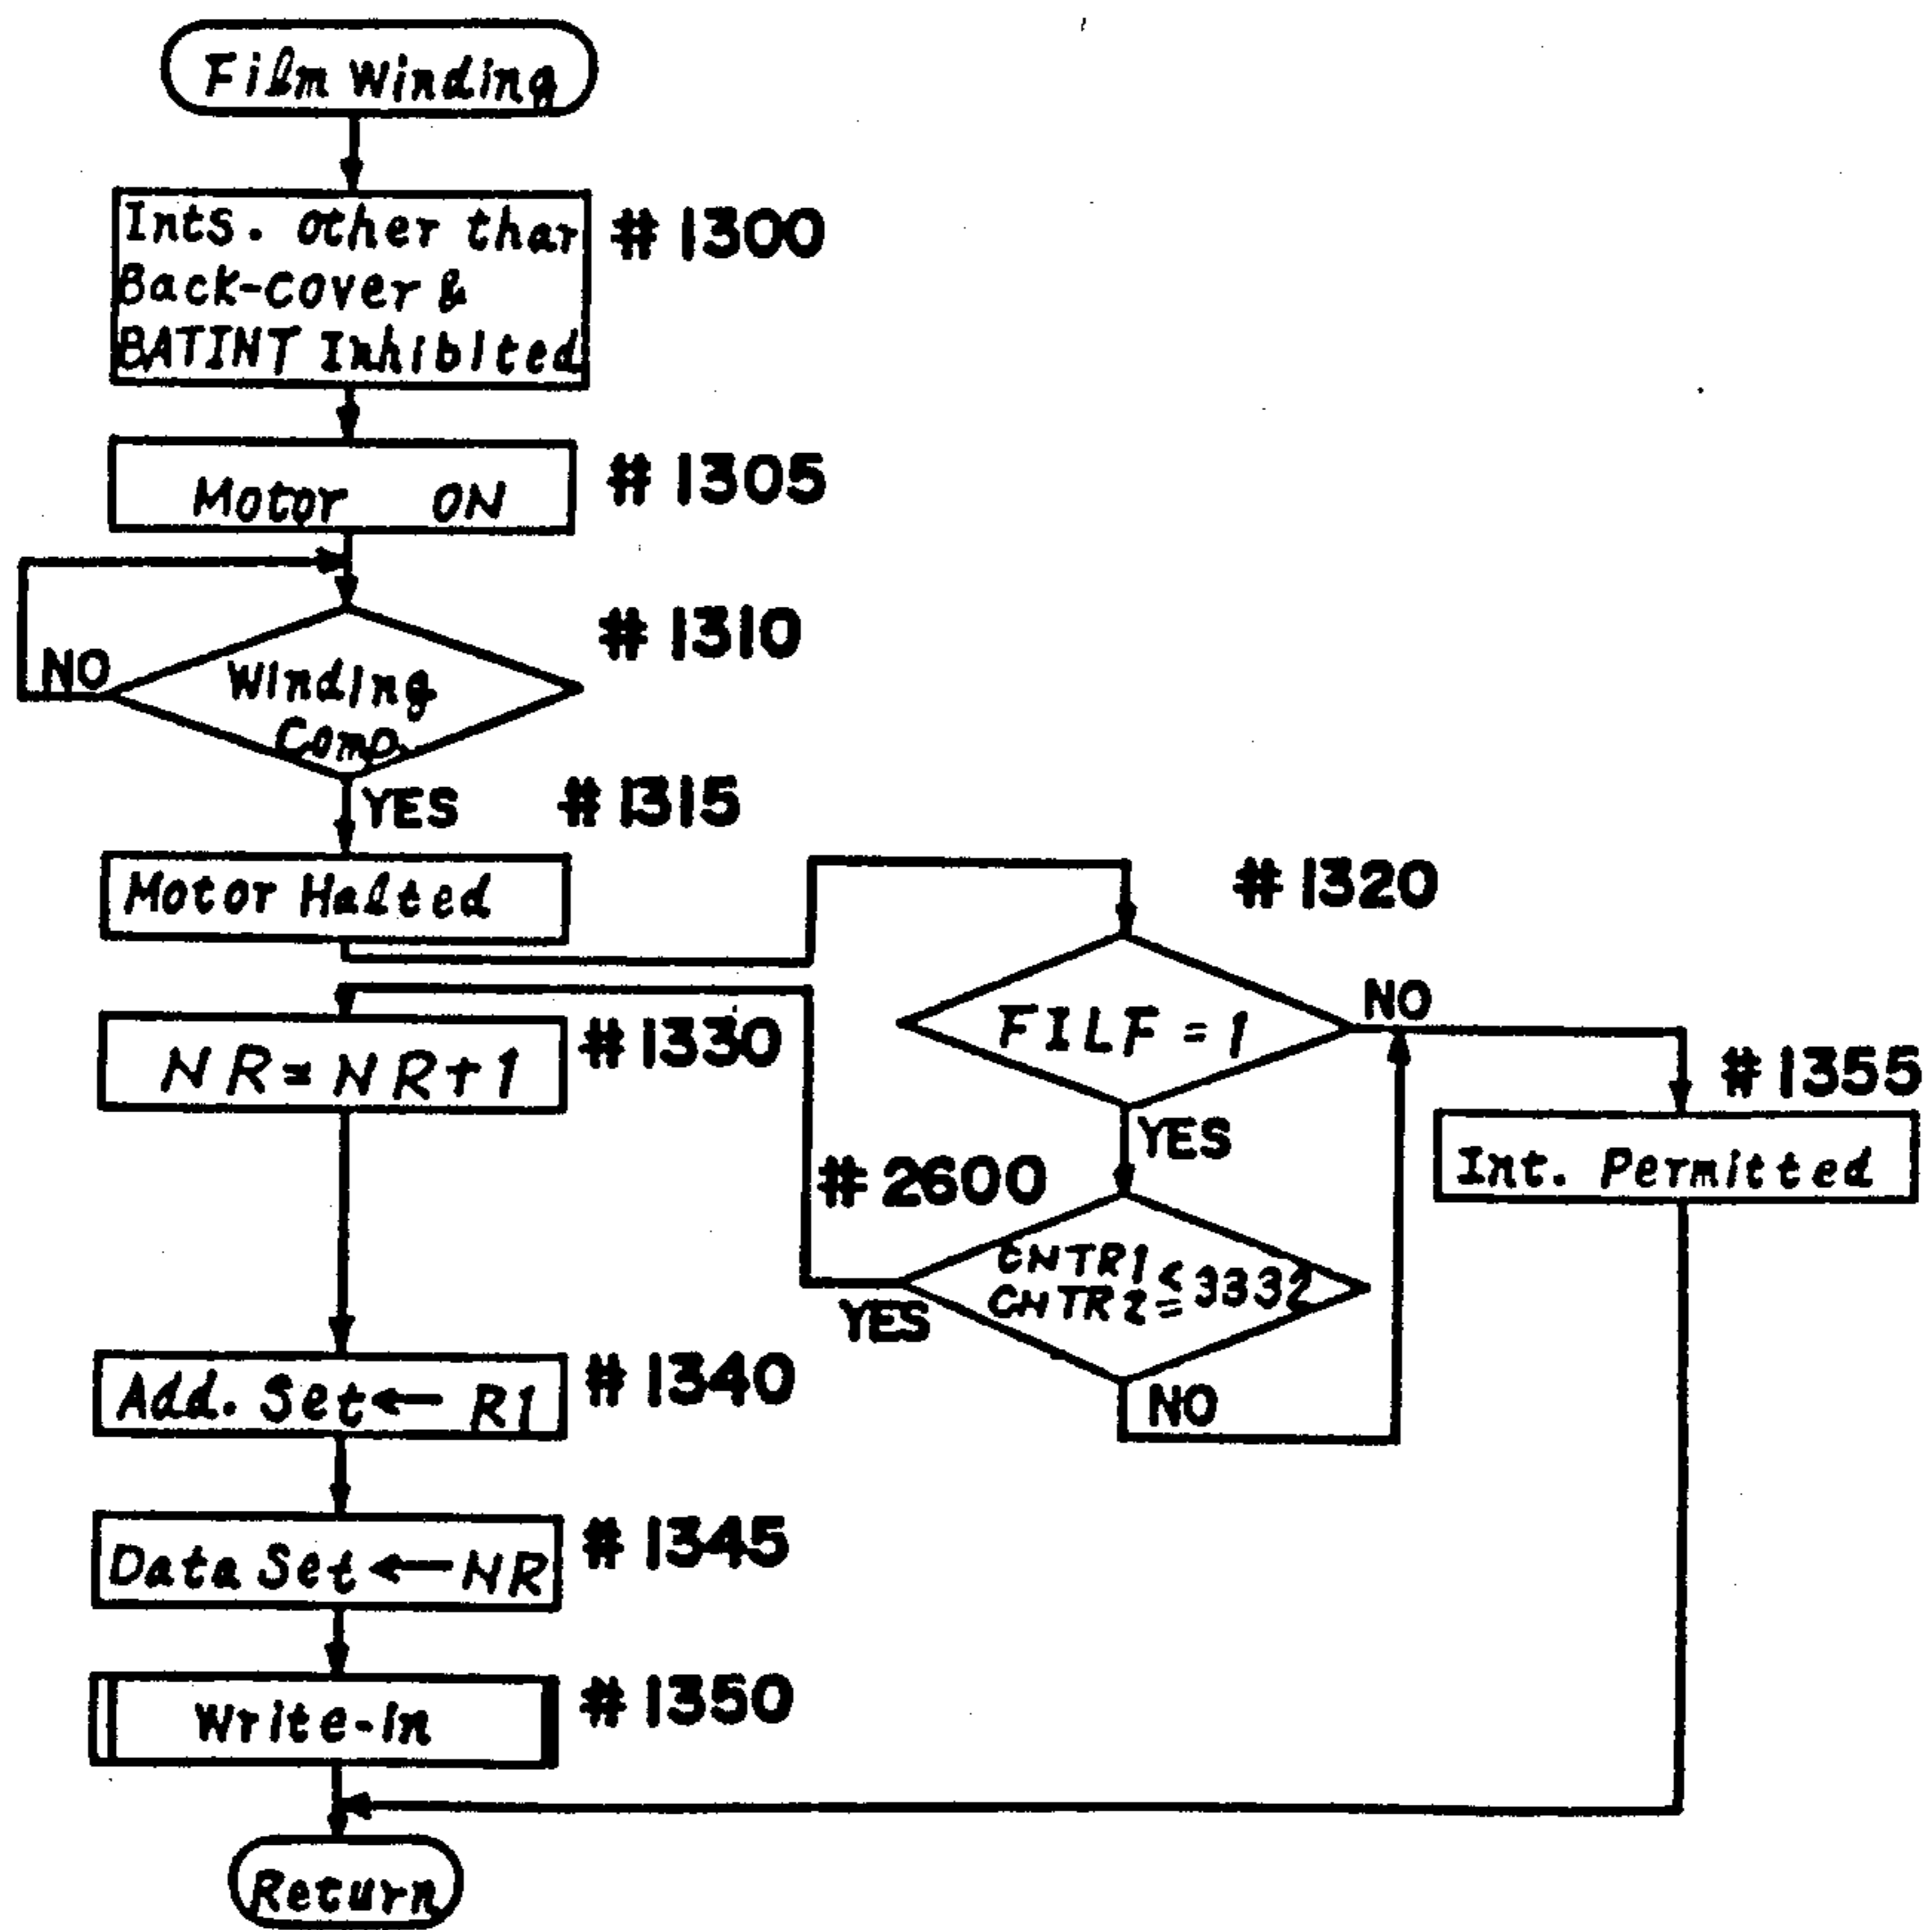 Film Winding
Ints. other than
Back-cover &
BATINT Inhibited
#1300
Motor ON
#1305
#1310
NO
Winding
Comp.
YES
#1315
Motor Halted
#1320
FILF = 1
NO
YES
#1355
Int. Permitted
#1330
NR=NR+1
#2600
CNTR1
CNTR2 ≦ 3332
YES
NO
Add. Set← R1
#1340
Data Set ← NR
#1345
Write-in
#1350
Return